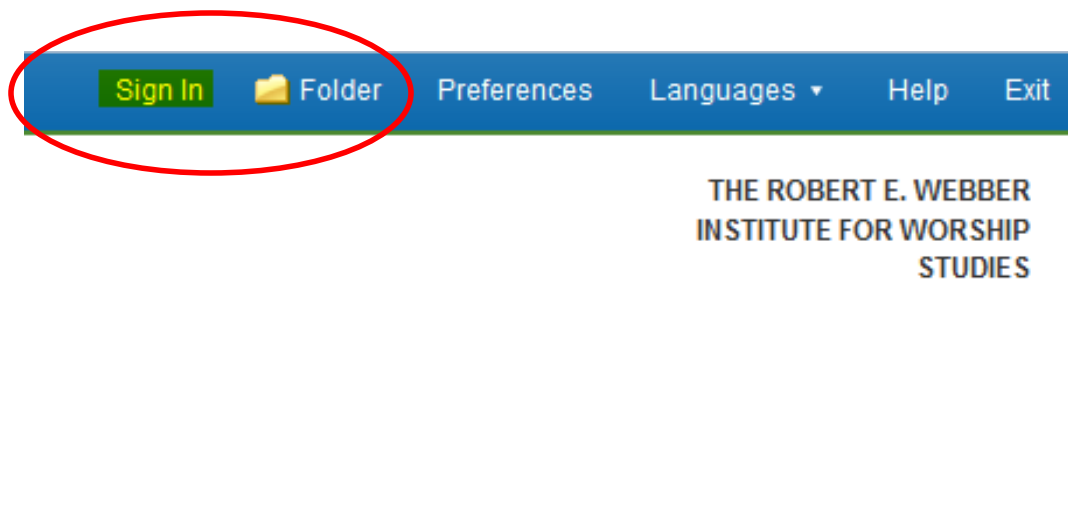 Sign In Folder Preferences Languages Help Exit
THE ROBERT E. WEBBER
INSTITUTE FOR WORSHIP
STUDIES